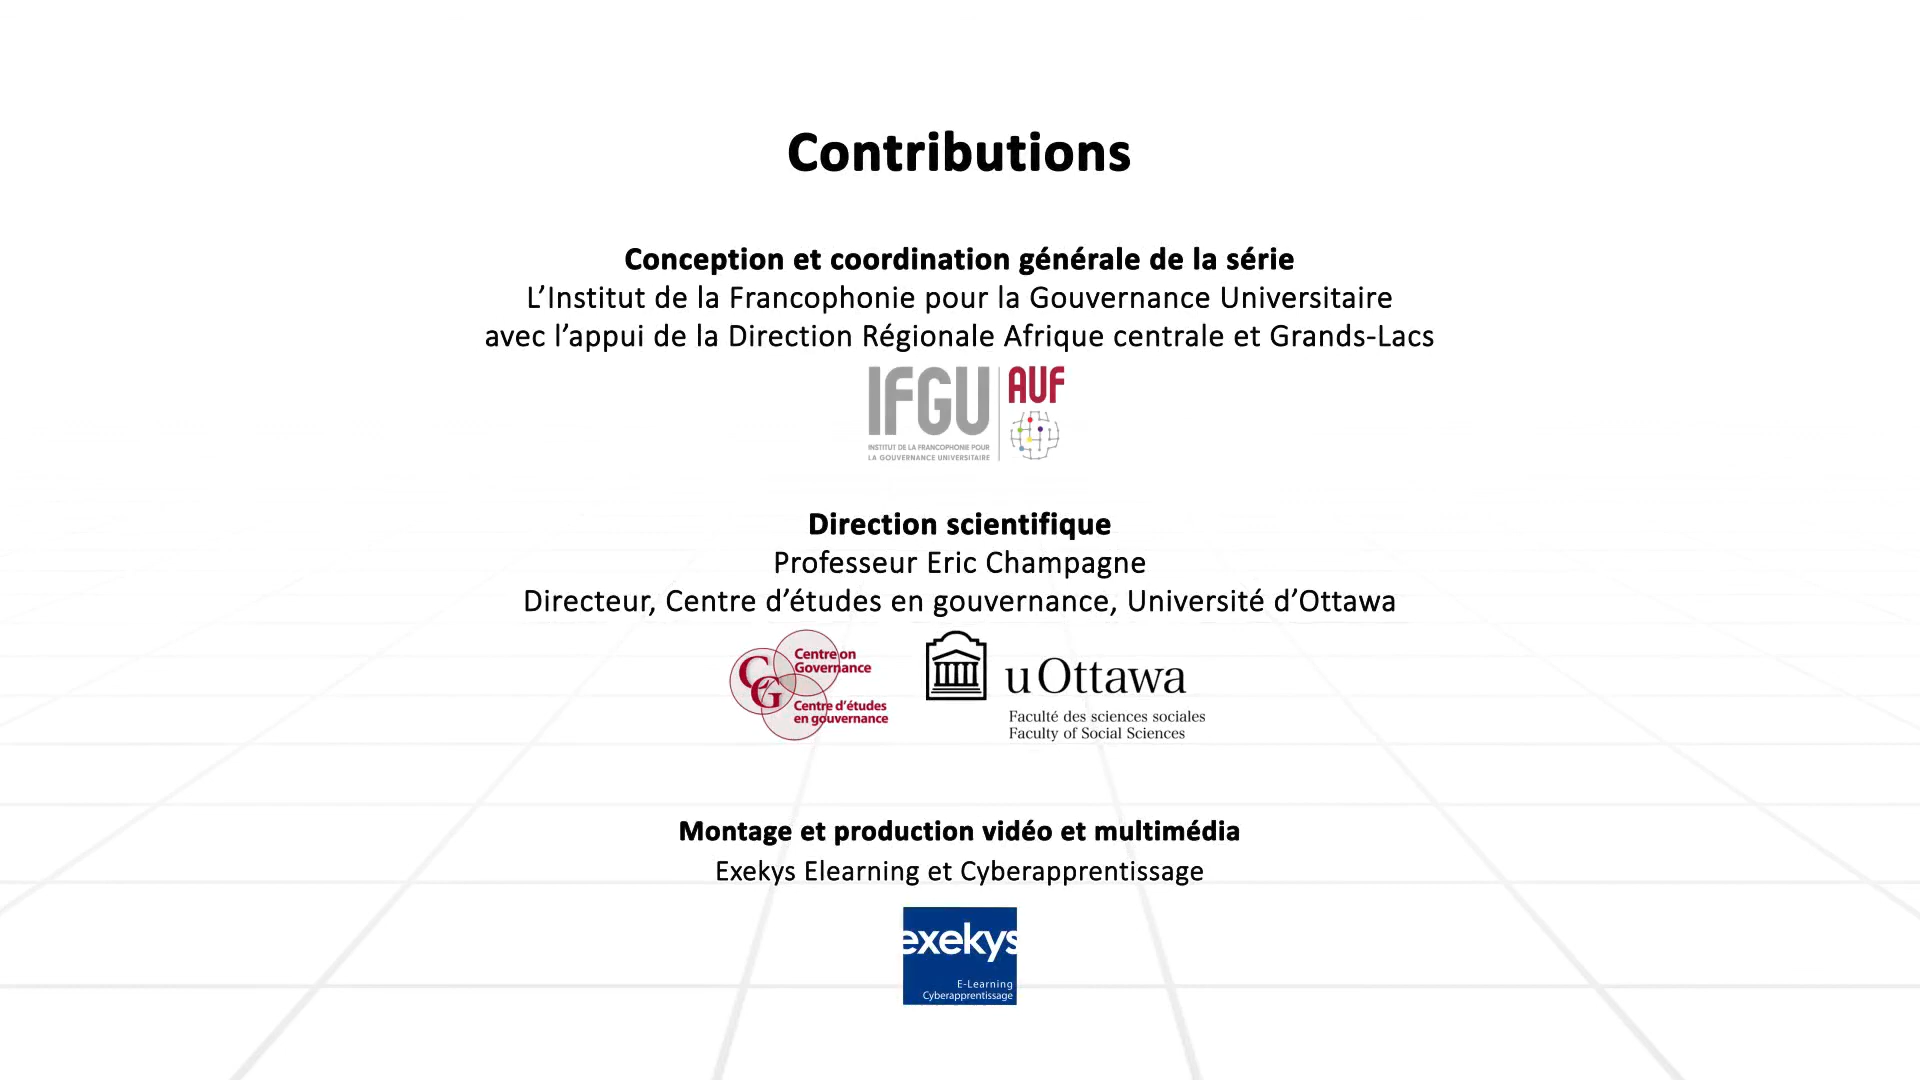 Contributions
Conception et coordination générale de la série
L’Institut de la Francophonie pour la Gouvernance Universitaire
avec l’appui de la Direction Régionale Afrique centrale et Grands-Lacs
IFGU
AUF
INSTITUT DE LA FRANCOPHONIE POUR
LA GOUVERNANCE UNIVERSITAIRE
Direction scientifique
Professeur Eric Champagne
Directeur, Centre d’études en gouvernance, Université d’Ottawa
CG
Centre on
Governance
Centre d’études
en gouvernance
uOttawa
Faculté des sciences sociales
Faculty of Social Sciences
Montage et production vidéo et multimédia
Exekys Elearning et Cyberapprentissage
exekys
E-Learning
Cyberapprentissage